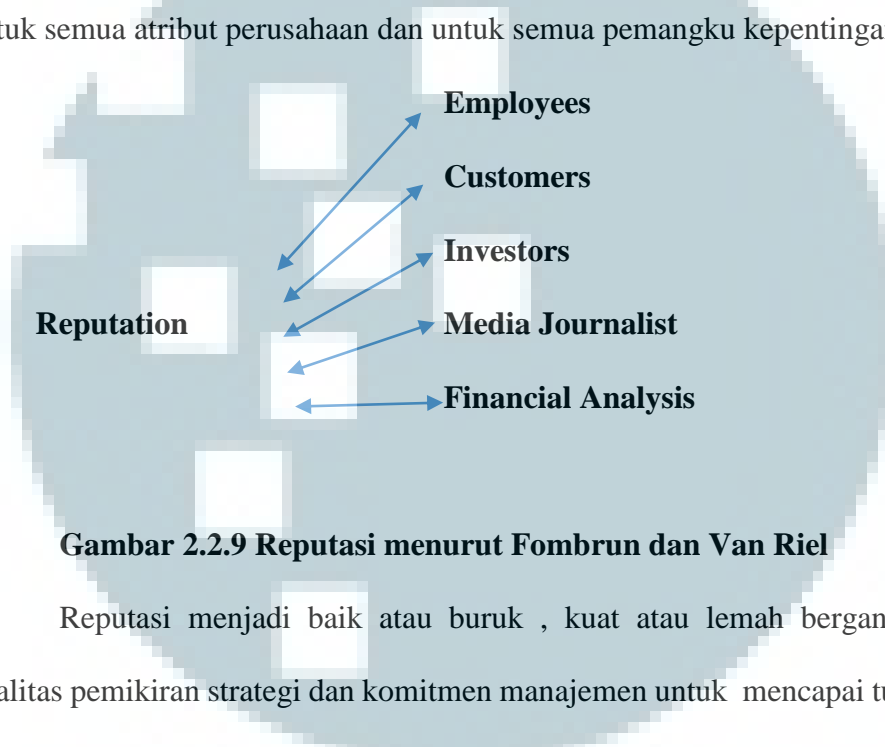 tuk semua atribut perusahaan dan untuk semua pemangku kepentingan
Employees
Customers
Investors
Reputation
Media Journalist
Financial Analysis
Gambar 2.2.9 Reputasi menurut Fombrun dan Van Riel
Reputasi menjadi baik atau buruk , kuat atau lemah bergan
alitas pemikiran strategi dan komitmen manajemen untuk mencapai tu